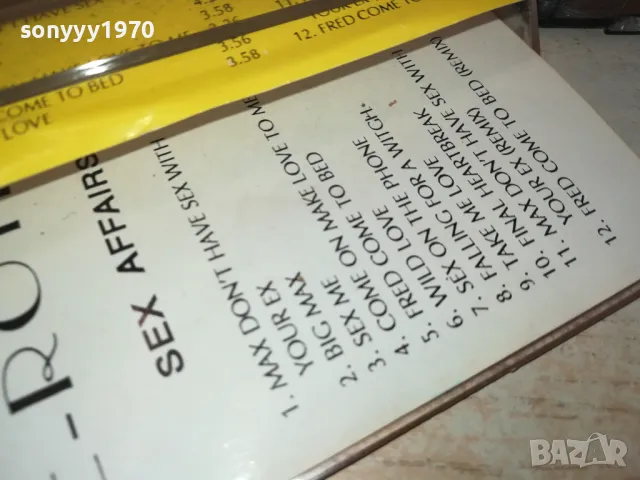 sonyyy1970
3.58
3.56
3.58
12. FRED COME TO
COME TO BED
LOVE
SEX AFFAIRS
1. MAX DON'T HAVE SEX WITH
YOUR EX
2. BIG MAX
3. SEX ME
4. COME ON MAKE LOVE TO ME
5. FRED COME TO BED
6. WILD LOVE
7. SEX ON THE PHONE
8. FALLING FOR A WITCH
9. TAKE ME LOVE
10. FINAL HEARTBREAK
11. MAX DON'T HAVE SEX WITH
YOUR EX (REMIX)
12. FRED COME TO BED (REMIX)
BAZAR